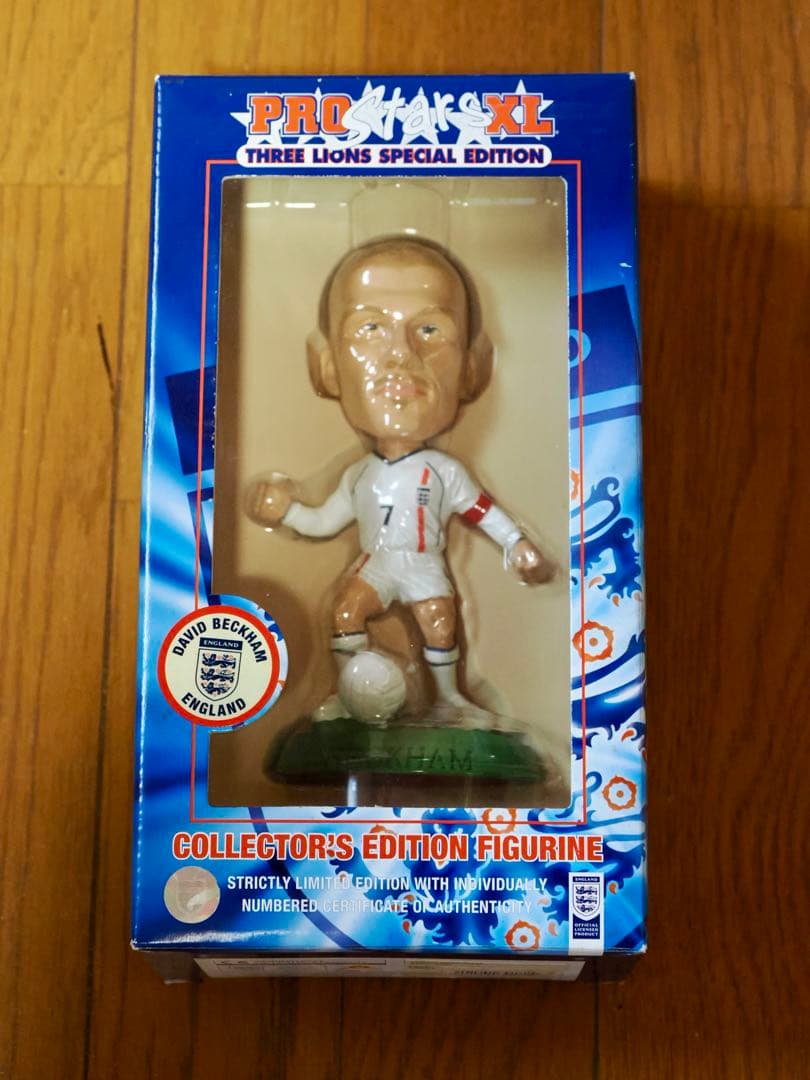 PRO Stars XL
THREE LIONS SPECIAL EDITION
7
DAVID BECKHAM
ENGLAND
ENGLAND
COLLECTOR'S EDITION FIGURINE
STRICTLY LIMITED EDITION WITH INDIVIDUALLY
NUMBERED CERTIFICATE OF AUTHENTICITY
ENGLAND
OFFICIAL
LICENSED
PRODUCT